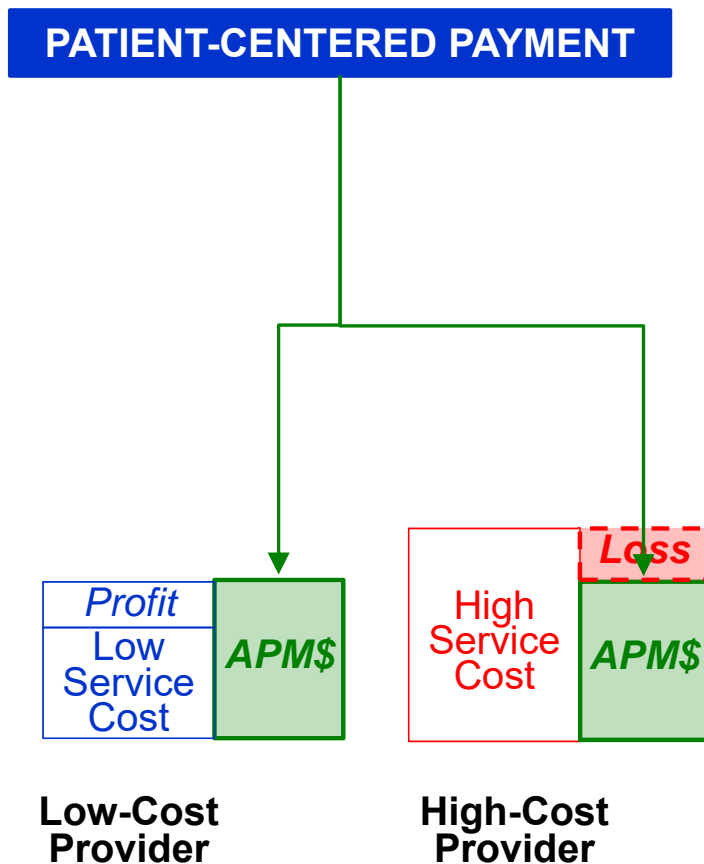 PATIENT-CENTERED PAYMENT
Loss
Profit
Low
Service
Cost
APM$
High
Service
Cost
APM$
Low-Cost
Provider
High-Cost
Provider